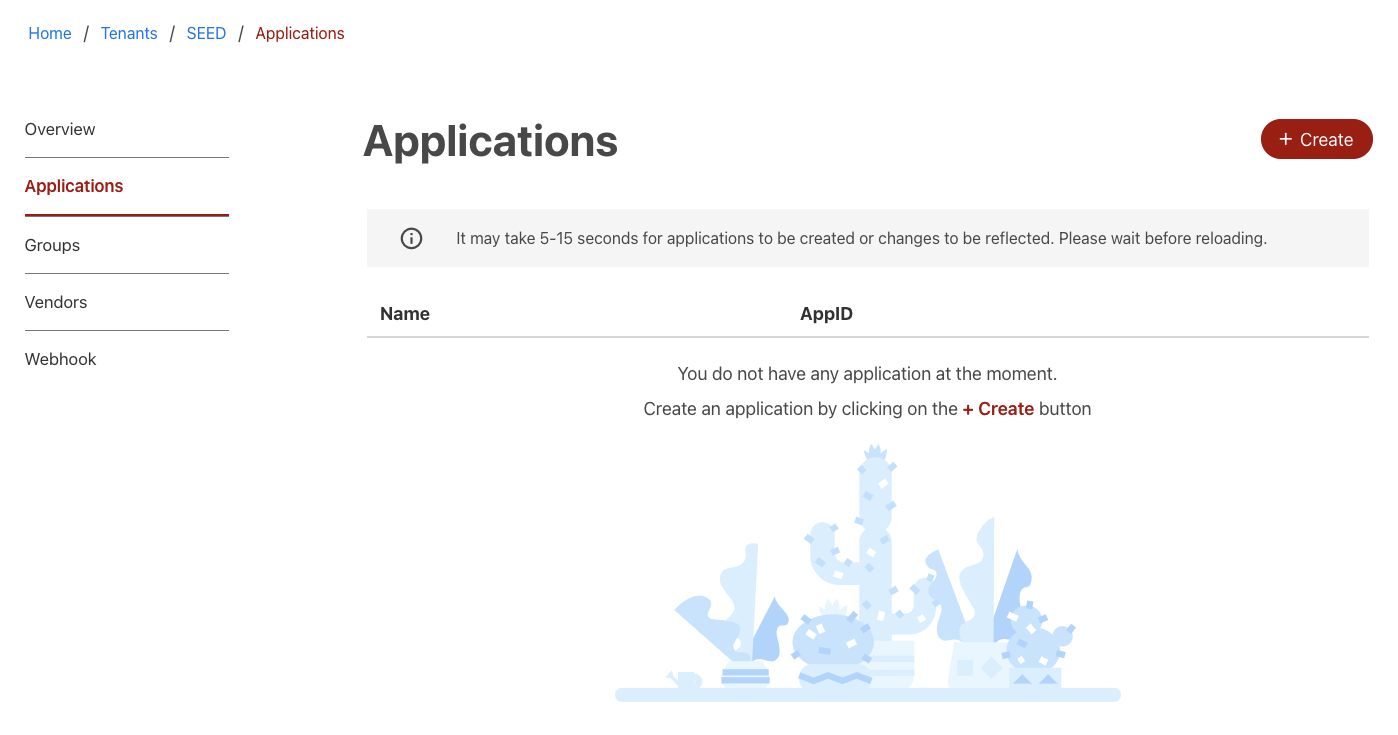 Home / Tenants / SEED / Applications
Overview
Applications
Groups
Vendors
Webhook
Applications
+ Create
It may take 5-15 seconds for applications to be created or changes to be reflected. Please wait before reloading.
Name AppID
You do not have any application at the moment.
Create an application by clicking on the + Create button